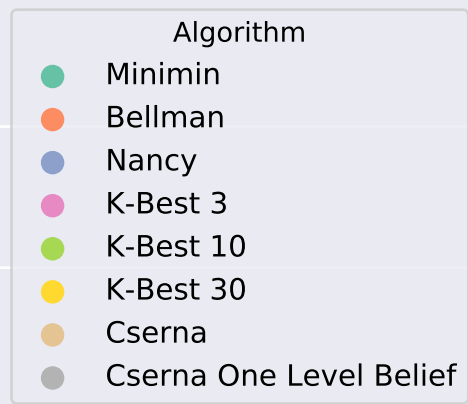 Algorithm
Minimin
Bellman
Nancy
K-Best 3
K-Best 10
K-Best 30
Cserna
Cserna One Level Belief